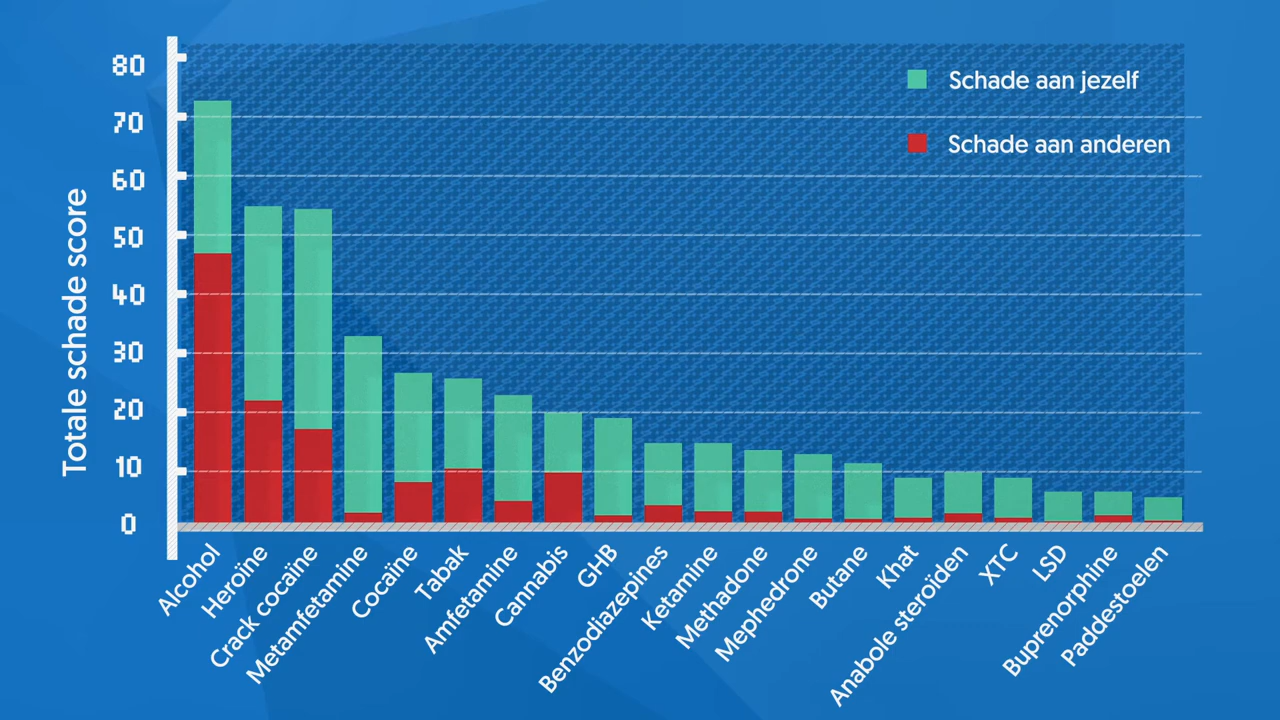 80
70
60
50
40
30
20
10
0
Totale schade score
Schade aan jezelf
Schade aan anderen
Alcohol
Heroïne
Crack cocaïne
Metamfetamine
Cocaïne
Tabak
Amfetamine
Cannabis
GHB
Benzodiazepines
Ketamine
Methadone
Mephedrone
Butane
Khat
Anabole steroïden
XTC
LSD
Buprenorphine
Paddestoelen